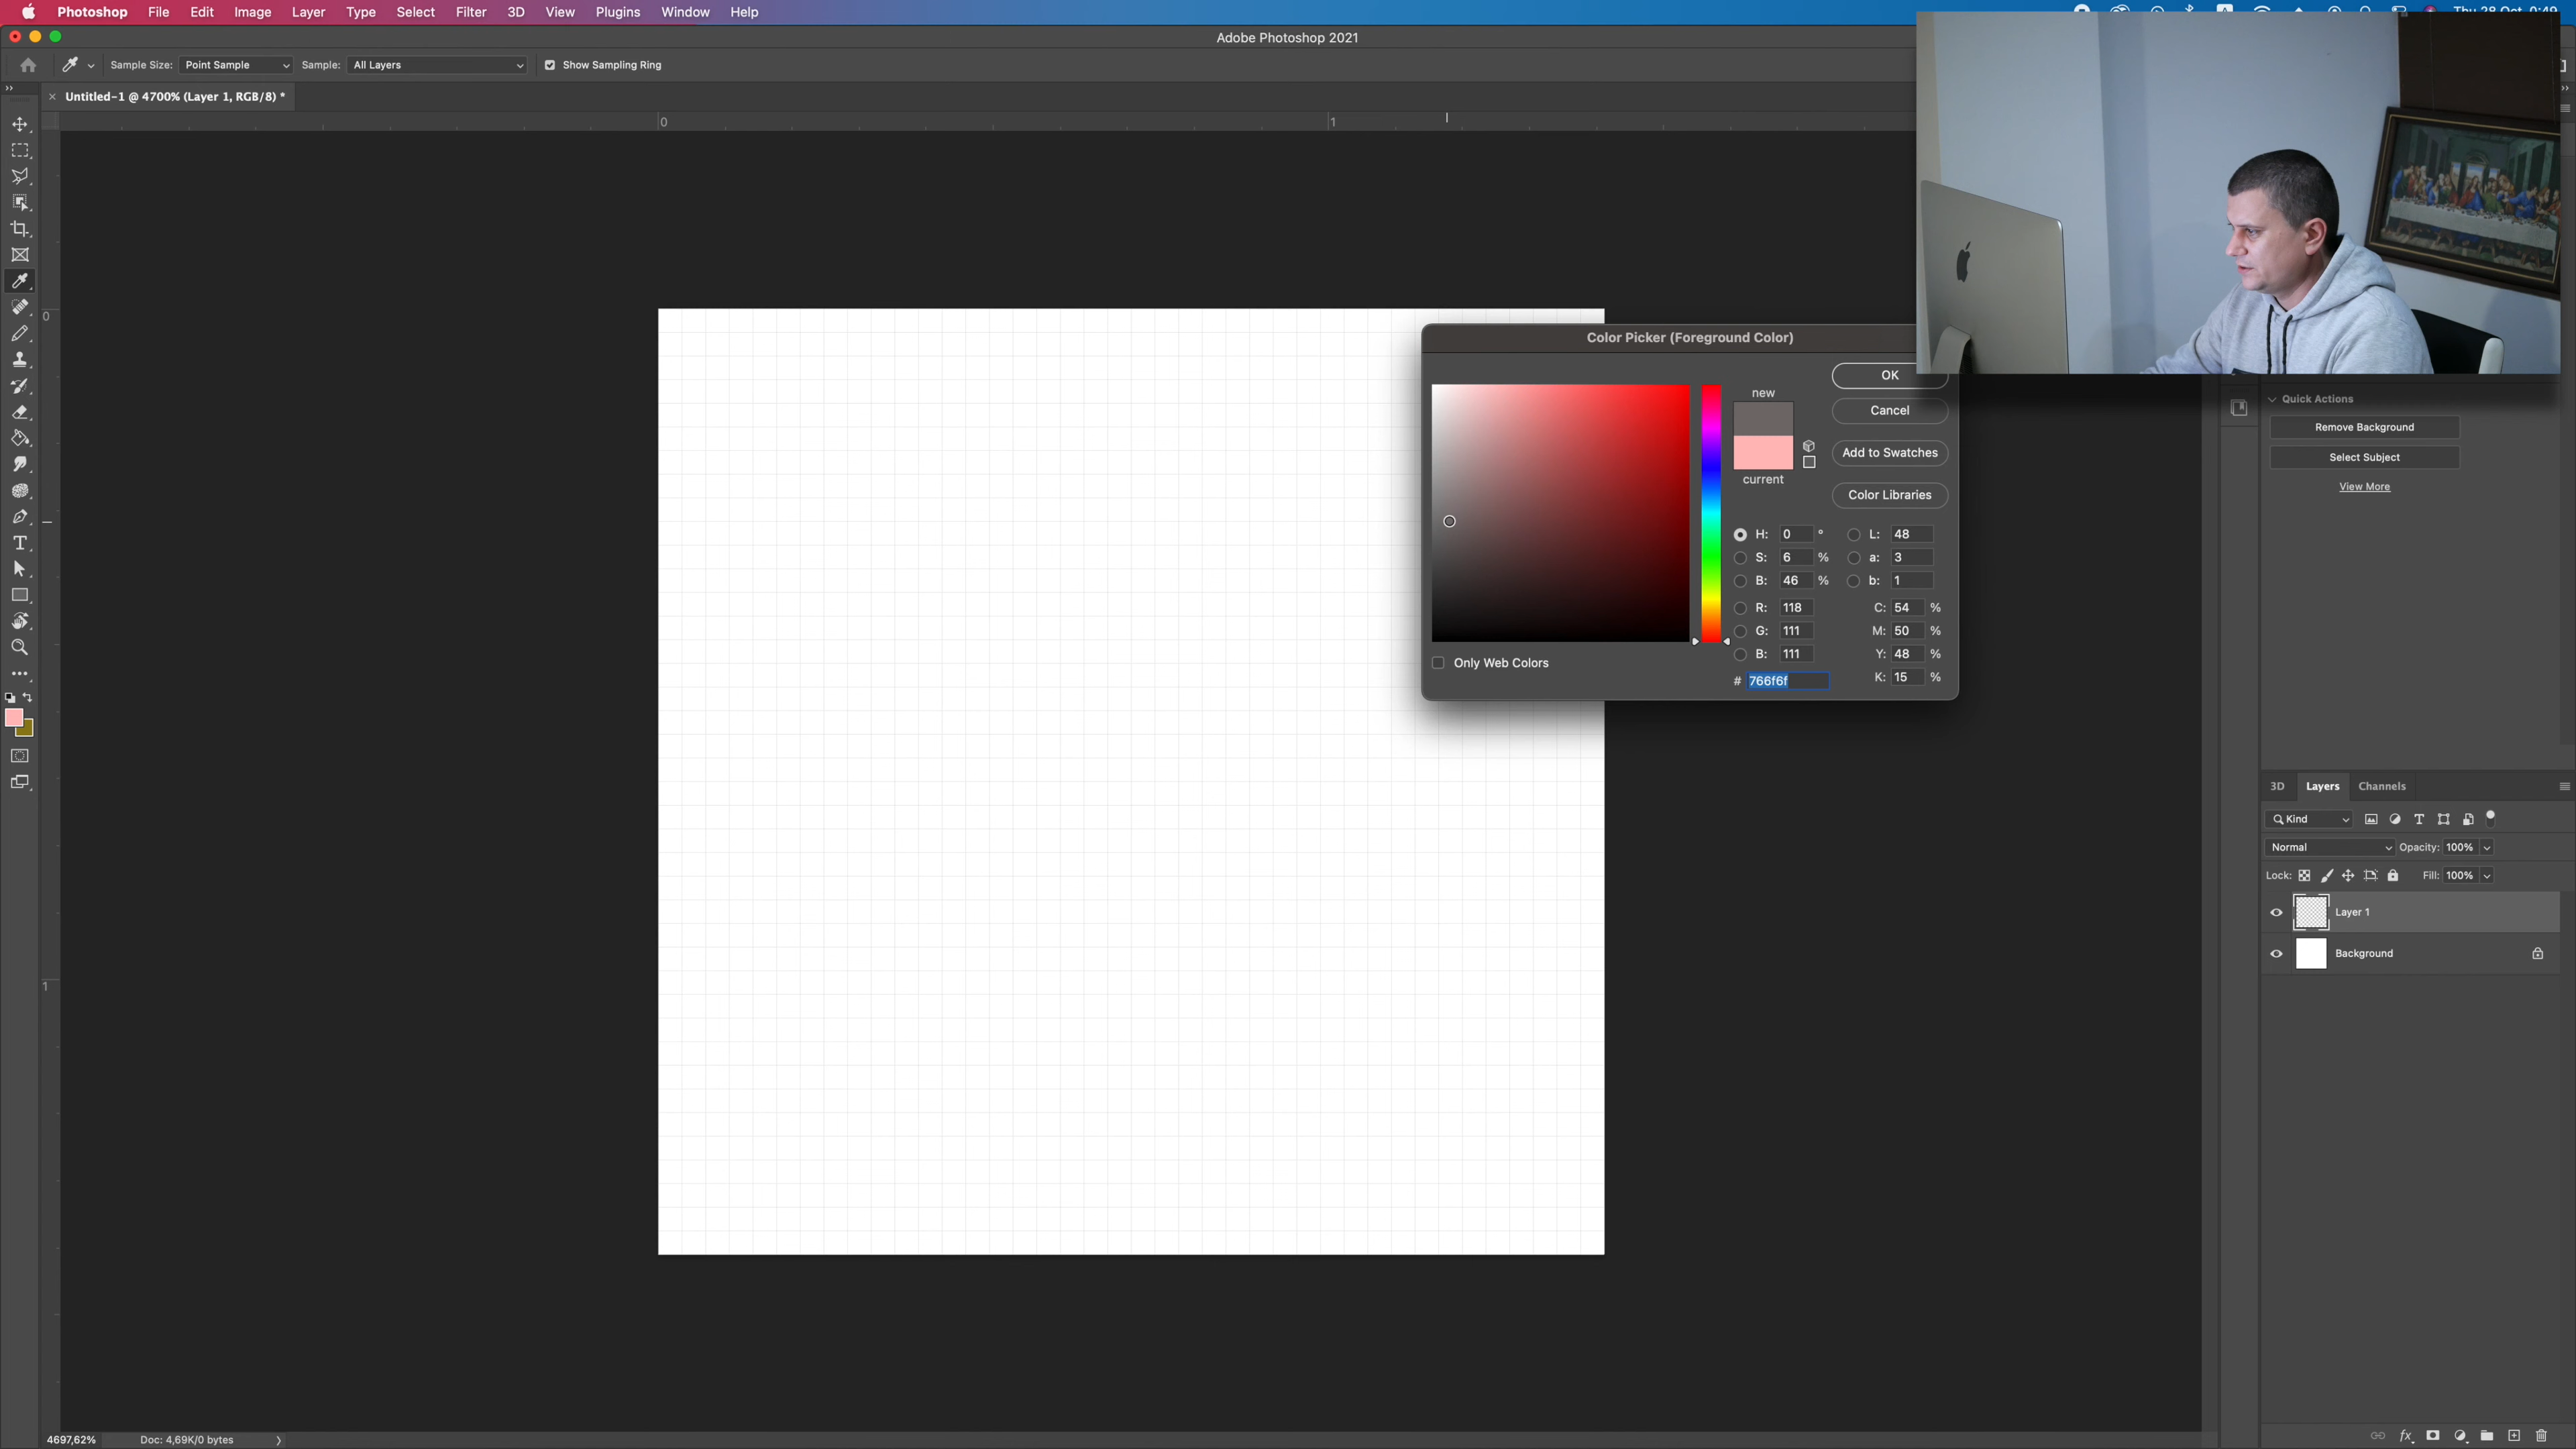 Photoshop File Edit Image Layer Type Select Filter 3D View Plugins Window Help
Adobe Photoshop 2021
Sample Size: Point Sample Sample: All Layers Show Sampling Ring
Untitled-1 @ 4700% (Layer 1, RGB/8) *
0 1
0
1
Color Picker (Foreground Color)
new
current
OK
Cancel
Add to Swatches
Color Libraries
H: 0 ° L: 48
S: 6 % a: 3
B: 46 % b: 1
R: 118 C: 54 %
G: 111 M: 50 %
B: 111 Y: 48 %
# 766f6f K: 15 %
Only Web Colors
Quick Actions
Remove Background
Select Subject
View More
3D Layers Channels
Kind
Normal Opacity: 100%
Lock: Fill: 100%
Layer 1
Background
4697,62% Doc: 4,69K/0 bytes